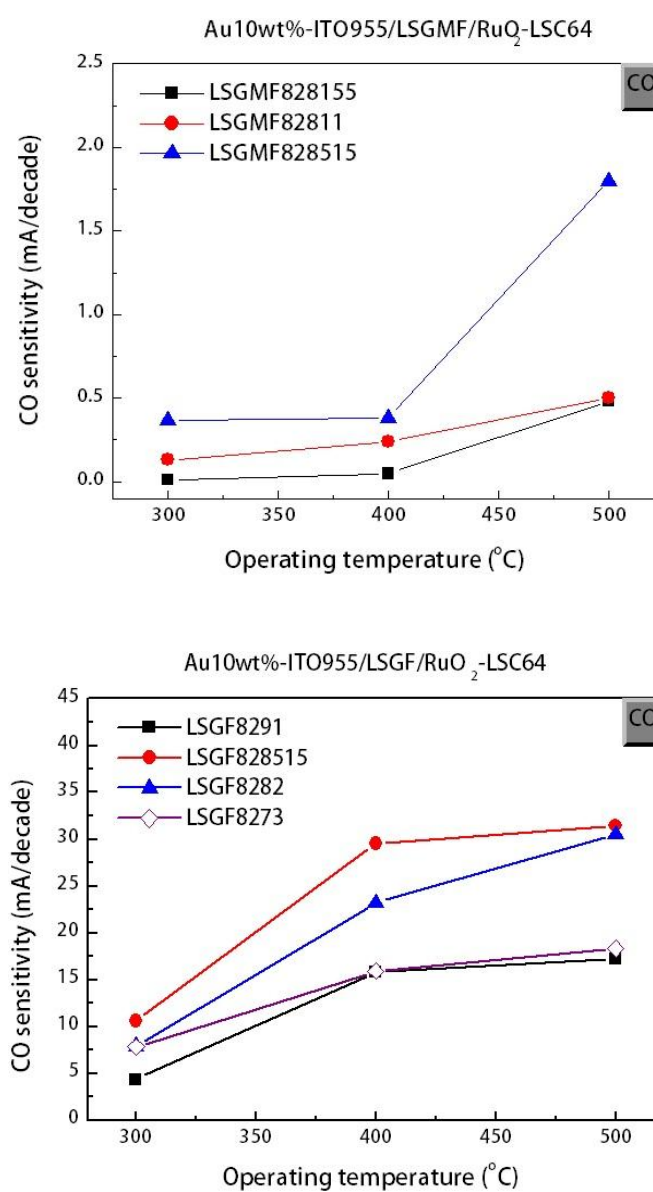 Au10wt%-ITO955/LSGMF/RuO2-LSC64
2.5
2.0
1.5
1.0
0.5
0.0
CO sensitivity (mA/decade)
LSGMF828155
LSGMF82811
LSGMF828515
CO
300 350 400 450 500
Operating temperature (°C)
Au10wt%-ITO955/LSGF/RuO2-LSC64
45
40
35
30
25
20
15
10
5
0
CO sensitivity (mA/decade)
LSGF8291
LSGF828515
LSGF8282
LSGF8273
CO
300 350 400 450 500
Operating temperature (°C)